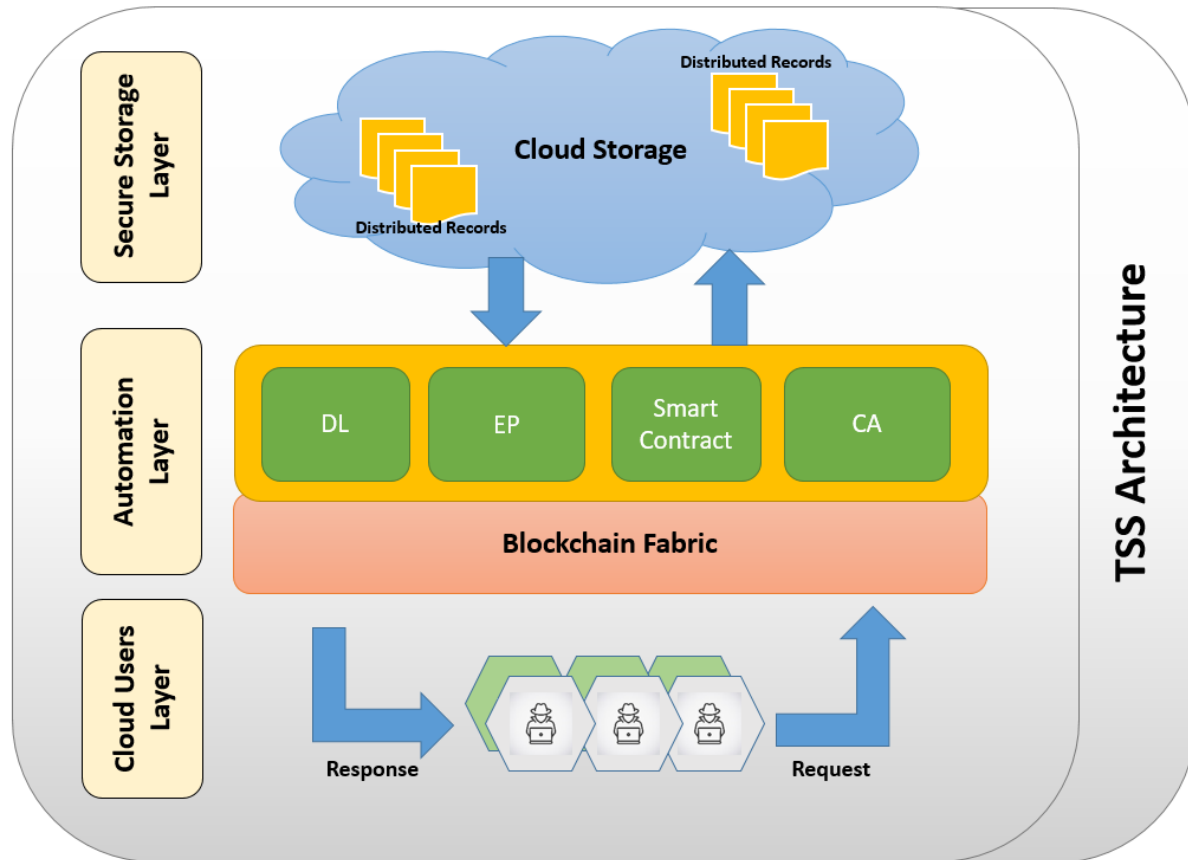 Secure Storage
Layer
Distributed Records
Cloud Storage
Distributed Records
Automation
Layer
DL
EP
Smart
Contract
CA
Blockchain Fabric
Cloud Users
Layer
Response
Request
TSS Architecture